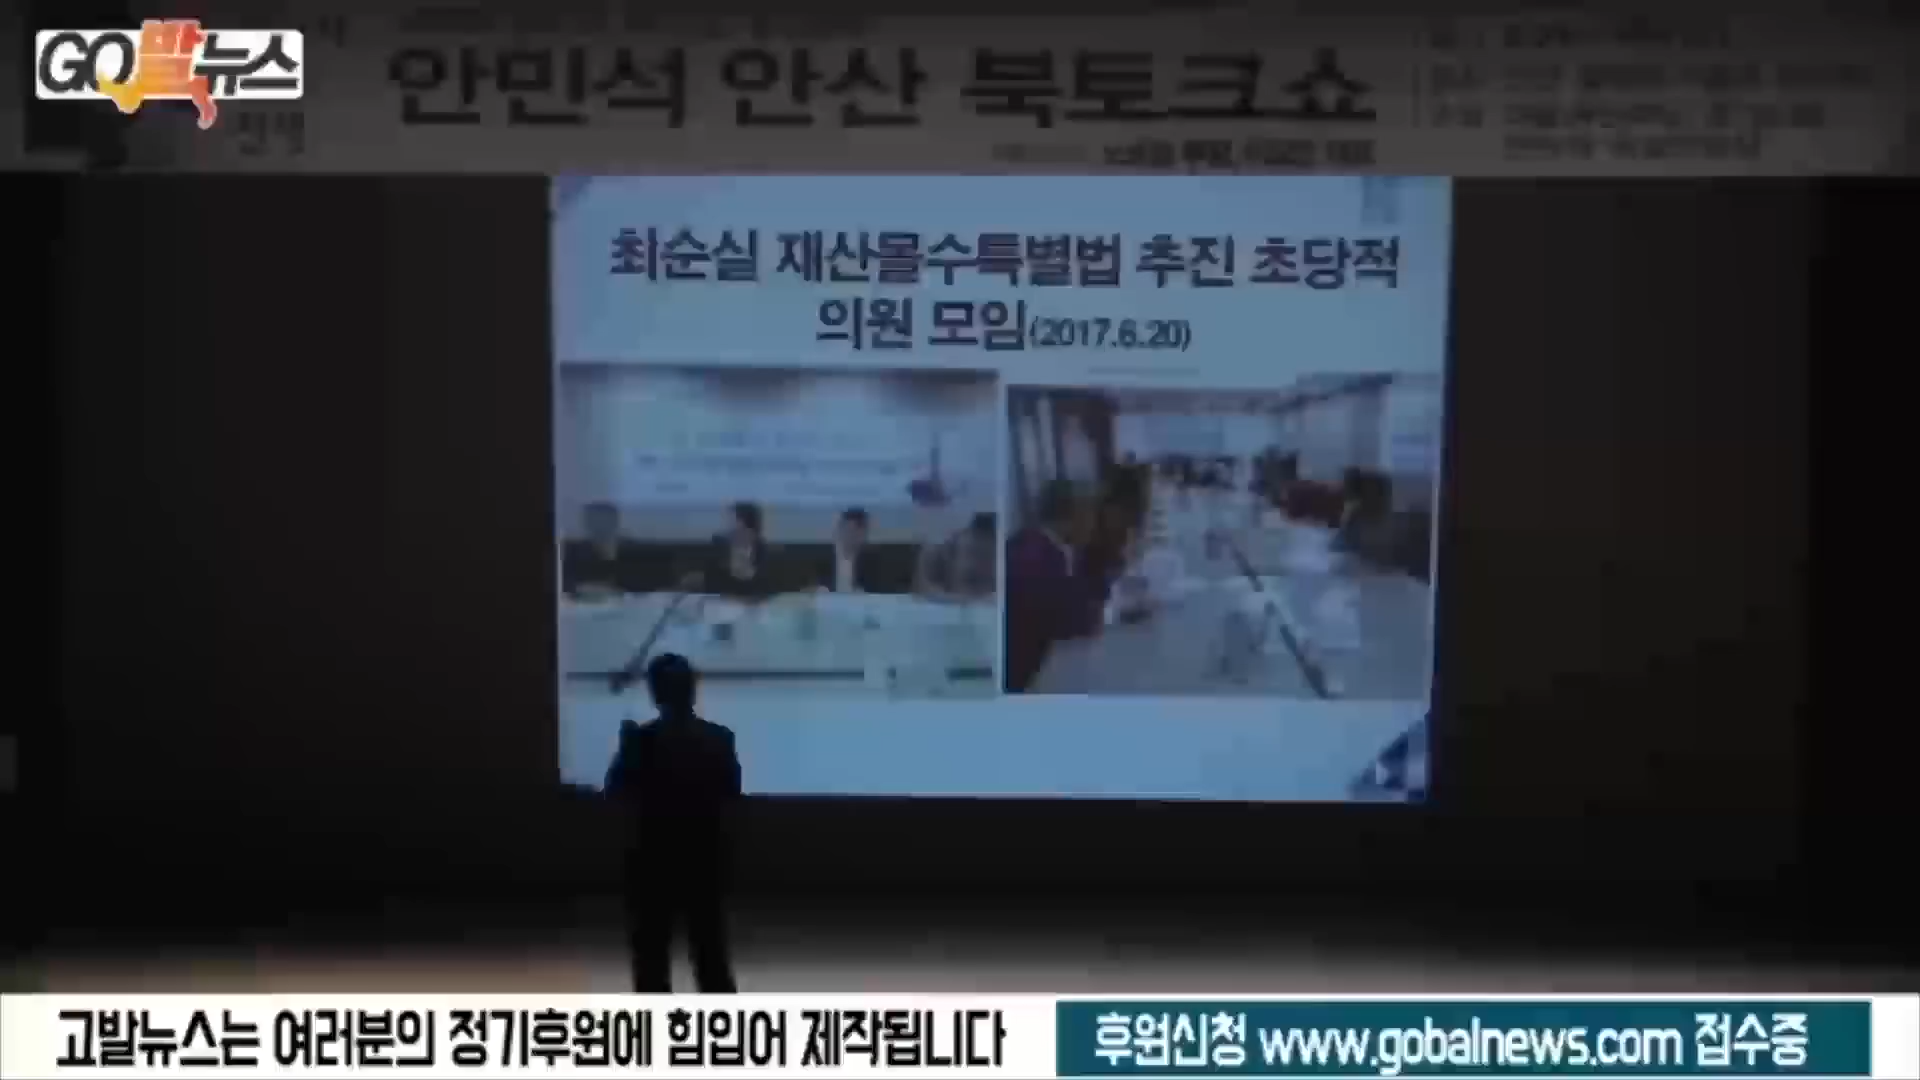 GO발뉴스
안민석 안산 북토크쇼
최순실 재산몰수특별법 추진 초당적
의원 모임(2017.6.20)
고발뉴스는 여러분의 정기후원에 힘입어 제작됩니다
후원신청 www.gobalnews.com 접수중